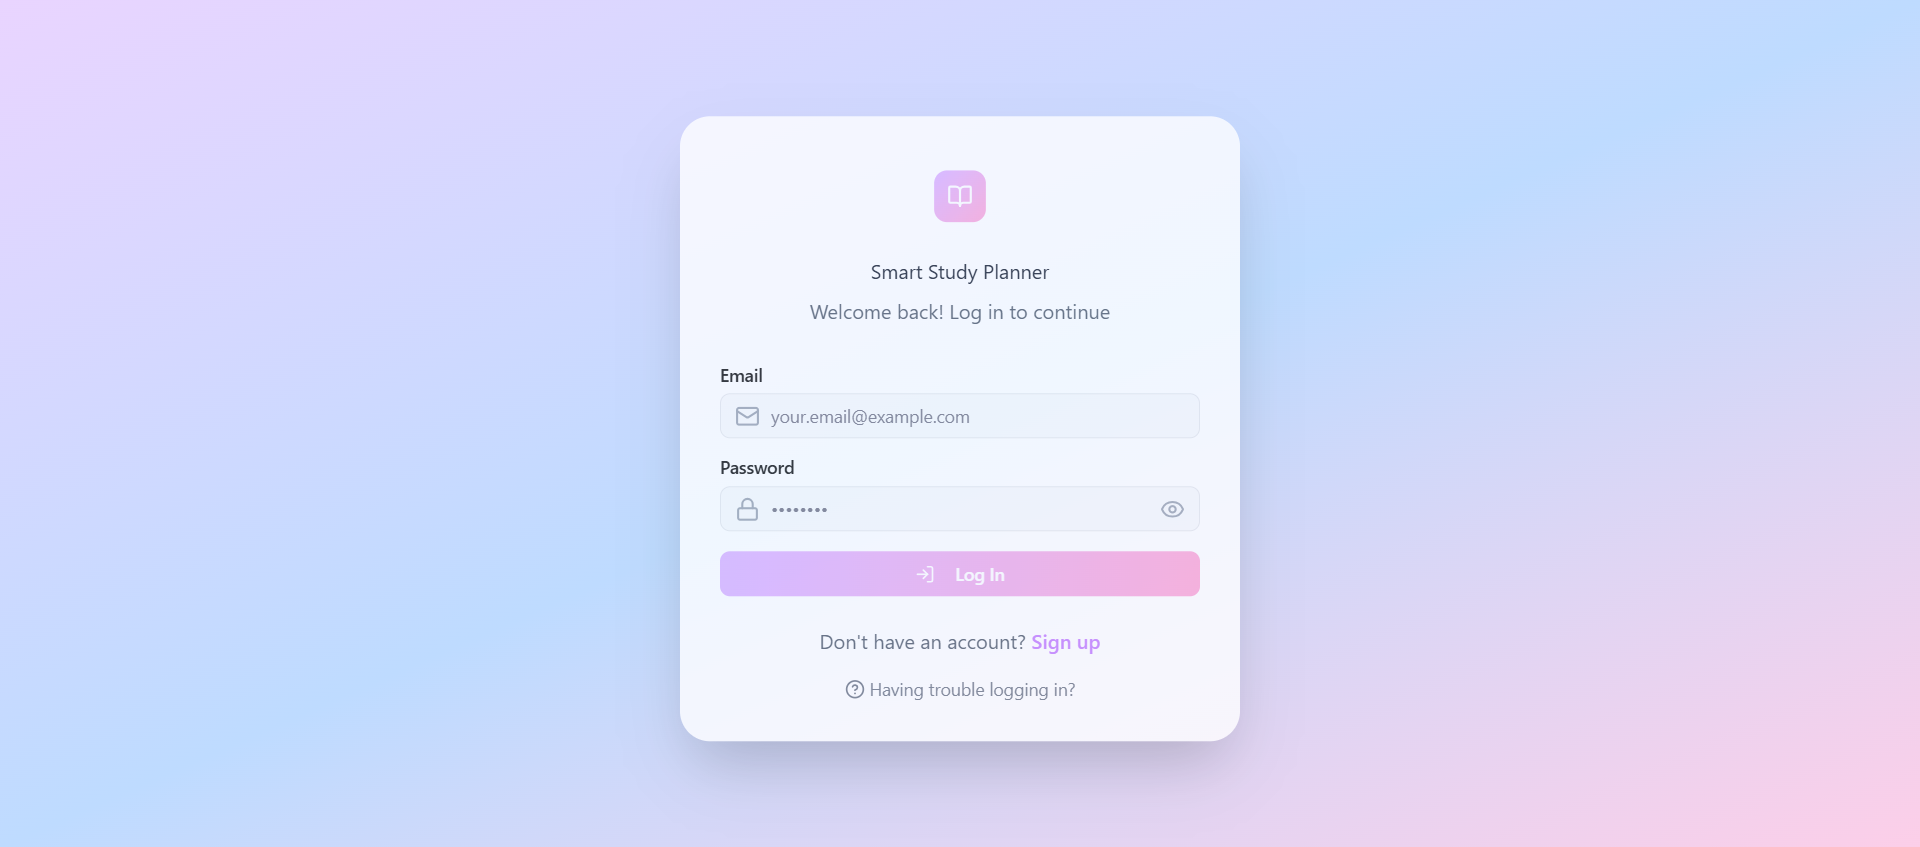 Smart Study Planner
Welcome back! Log in to continue
Email
your.email@example.com
Password
••••••••
Log In
Don't have an account? Sign up
Having trouble logging in?